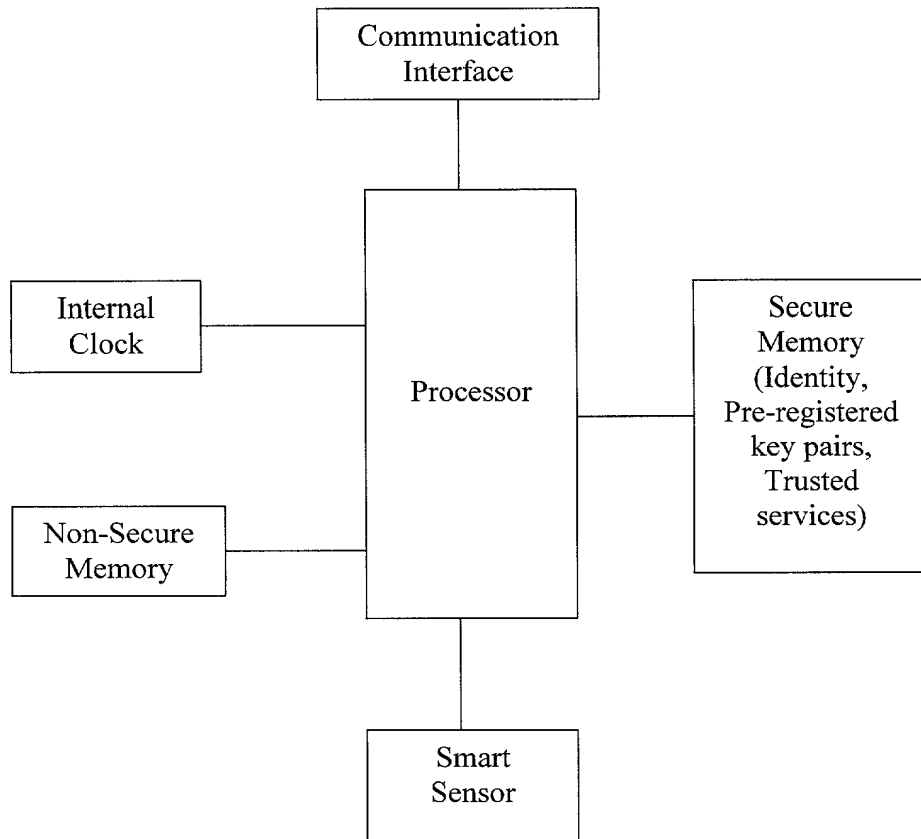 Communication
Interface
Internal
Clock
Processor
Secure
Memory
(Identity,
Pre-registered
key pairs,
Trusted
services)
Non-Secure
Memory
Smart
Sensor